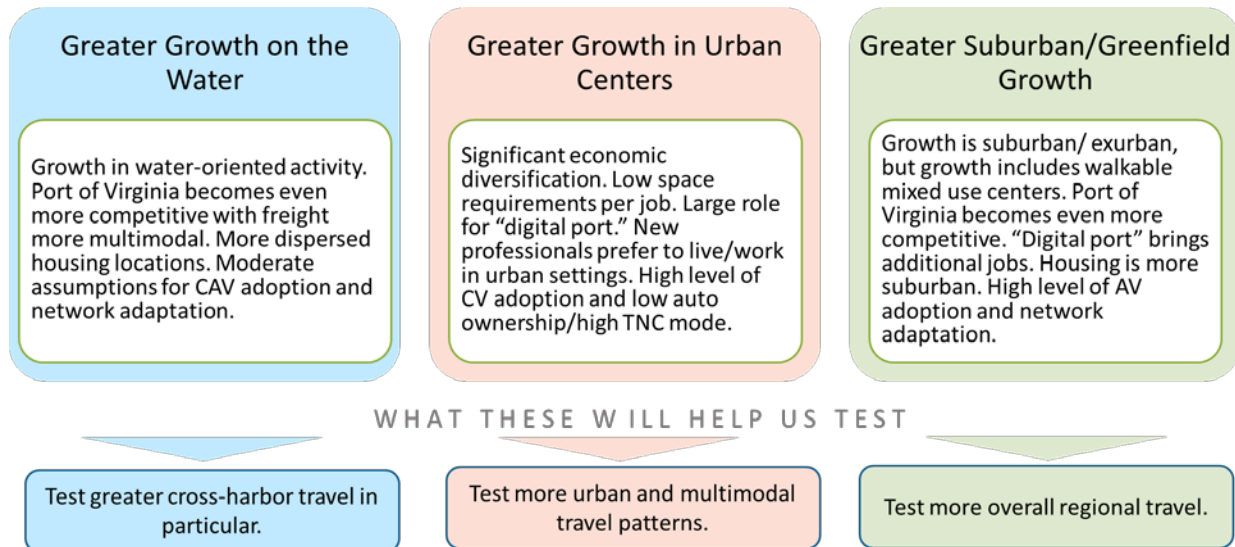 Greater Growth on the
Water
Growth in water-oriented activity.
Port of Virginia becomes even
more competitive with freight
more multimodal. More dispersed
housing locations. Moderate
assumptions for CAV adoption and
network adaptation.
Greater Growth in Urban
Centers
Significant economic
diversification. Low space
requirements per job. Large role
for “digital port.” New
professionals prefer to live/work
in urban settings. High level of
CV adoption and low auto
ownership/high TNC mode.
Greater Suburban/Greenfield
Growth
Growth is suburban/ exurban,
but growth includes walkable
mixed use centers. Port of
Virginia becomes even more
competitive. “Digital port” brings
additional jobs. Housing is more
suburban. High level of AV
adoption and network
adaptation.
WHAT THESE WILL HELP US TEST
Test greater cross-harbor travel in
particular.
Test more urban and multimodal
travel patterns.
Test more overall regional travel.